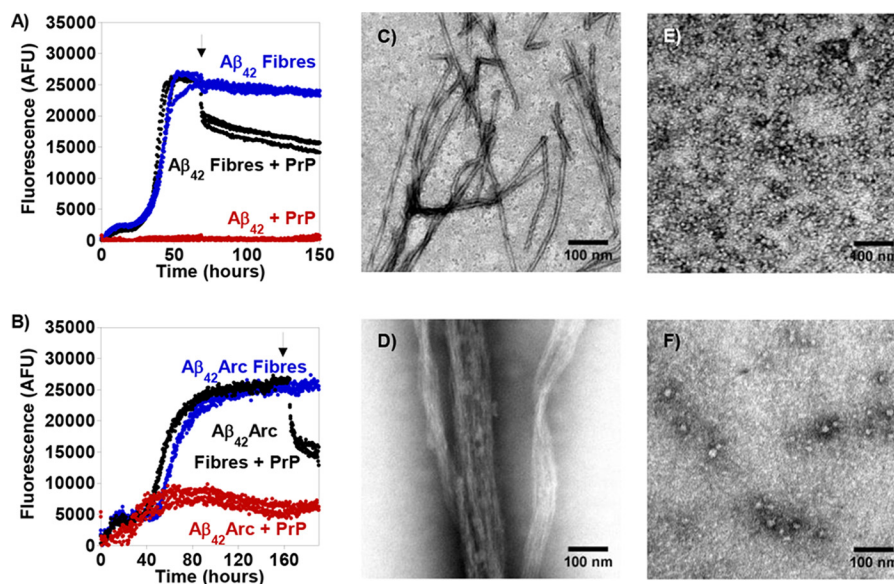 A)
Fluorescence (AFU)
35000
30000
25000
20000
15000
10000
5000
0
Aβ42 Fibres
Aβ42 Fibres + PrP
Aβ42 + PrP
0 50 100 150
Time (hours)
B)
Fluorescence (AFU)
35000
30000
25000
20000
15000
10000
5000
0
Aβ42Arc Fibres
Aβ42Arc
Fibres + PrP
Aβ42Arc + PrP
0 40 80 120 160
Time (hours)
C)
100 nm
D)
100 nm
E)
400 nm
F)
100 nm